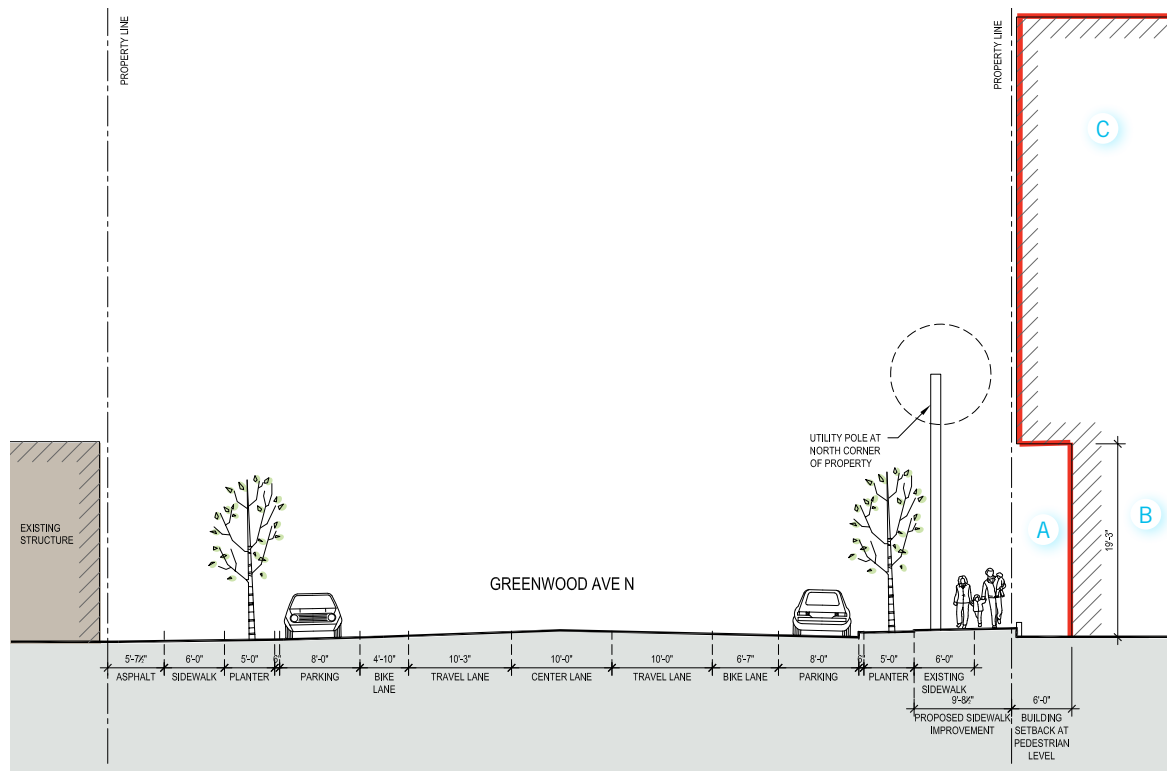 PROPERTY LINE
PROPERTY LINE
C
UTILITY POLE AT
NORTH CORNER
OF PROPERTY
EXISTING
STRUCTURE
A
B
19'-3"
GREENWOOD AVE N
5'-7½" 6'-0" 5'-0" 8'-0" 4'-10" 10'-3" 10'-0" 10'-0" 6'-7" 8'-0" 5'-0" 6'-0"
ASPHALT SIDEWALK PLANTER PARKING BIKE LANE TRAVEL LANE CENTER LANE TRAVEL LANE BIKE LANE PARKING PLANTER EXISTING
SIDEWALK
9'-8½" 6'-0"
PROPOSED SIDEWALK
IMPROVEMENT
BUILDING
SETBACK AT
PEDESTRIAN
LEVEL